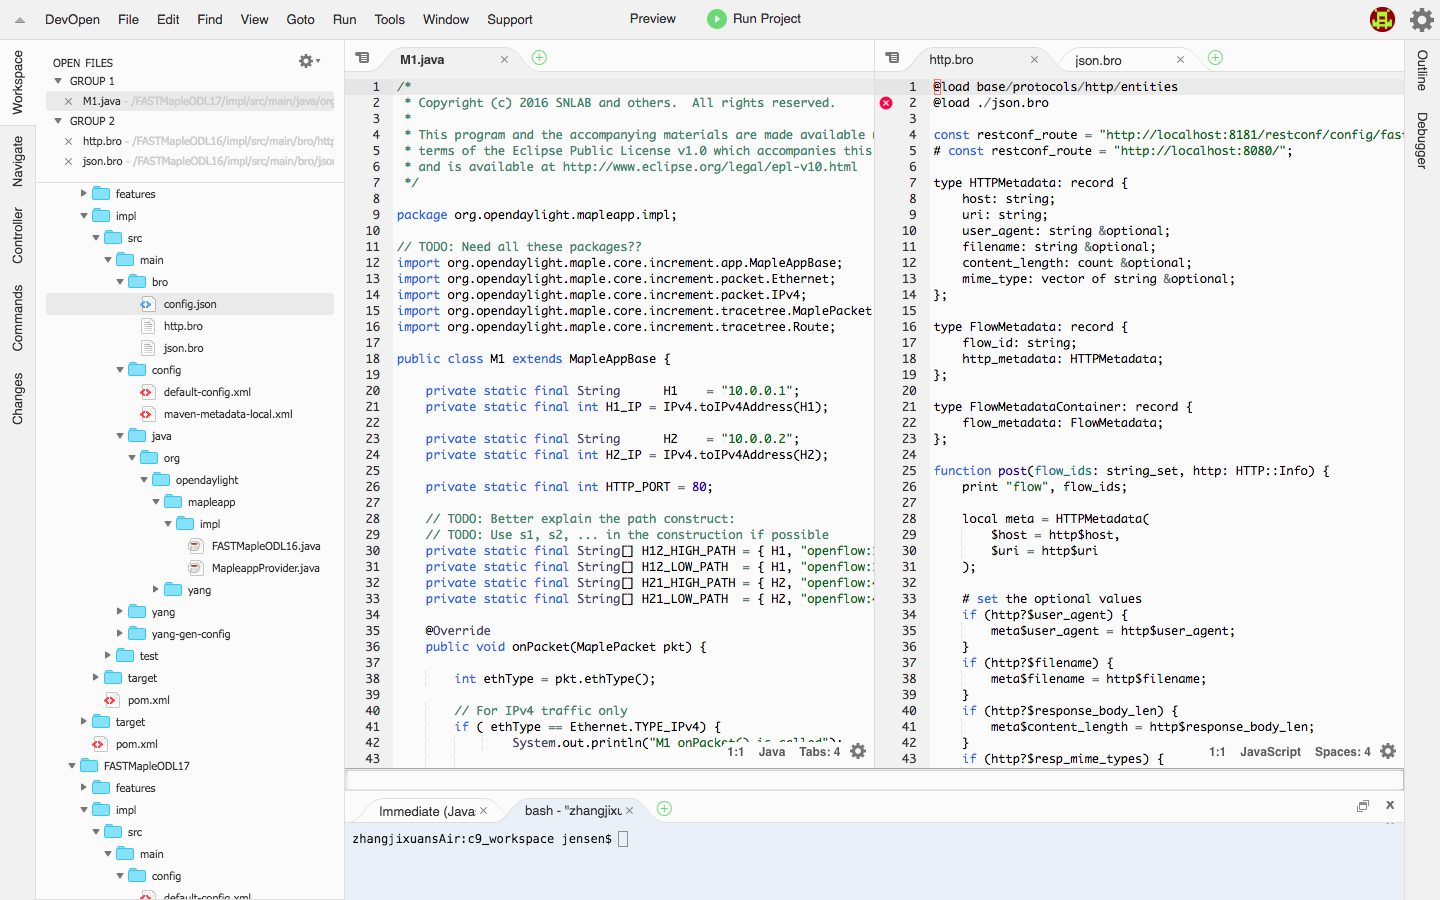 DevOpen File Edit Find View Goto Run Tools Window Support Preview Run Project
Workspace
Navigate
Controller
Commands
Changes
OPEN FILES
GROUP 1
M1.java - /FASTMapleODL17/impl/src/main/java/org
GROUP 2
http.bro - /FASTMapleODL16/impl/src/main/bro/http
json.bro - /FASTMapleODL16/impl/src/main/bro/json
features
impl
src
main
bro
config.json
http.bro
json.bro
config
default-config.xml
maven-metadata-local.xml
java
org
opendaylight
mapleapp
impl
FASTMapleODL16.java
MapleappProvider.java
yang
yang
yang-gen-config
test
target
pom.xml
target
pom.xml
FASTMapleODL17
features
impl
src
main
config
default-config.xml
M1.java
1 /*
2 * Copyright (c) 2016 SNLAB and others.  All rights reserved.
3 *
4 * This program and the accompanying materials are made available
5 * terms of the Eclipse Public License v1.0 which accompanies this
6 * and is available at http://www.eclipse.org/legal/epl-v10.html
7 */
8
9 package org.opendaylight.mapleapp.impl;
10
11 // TODO: Need all these packages??
12 import org.opendaylight.maple.core.increment.app.MapleAppBase;
13 import org.opendaylight.maple.core.increment.packet.Ethernet;
14 import org.opendaylight.maple.core.increment.packet.IPv4;
15 import org.opendaylight.maple.core.increment.tracetree.MaplePacket
16 import org.opendaylight.maple.core.increment.tracetree.Route;
17
18 public class M1 extends MapleAppBase {
19
20 private static final String      H1    = "10.0.0.1";
21 private static final int H1_IP = IPv4.toIPv4Address(H1);
22
23 private static final String      H2    = "10.0.0.2";
24 private static final int H2_IP = IPv4.toIPv4Address(H2);
25
26 private static final int HTTP_PORT = 80;
27
28 // TODO: Better explain the path construct:
29 // TODO: Use s1, s2, ... in the construction if possible
30 private static final String[] H12_HIGH_PATH = { H1, "openflow:
31 private static final String[] H12_LOW_PATH  = { H1, "openflow:
32 private static final String[] H21_HIGH_PATH = { H2, "openflow:
33 private static final String[] H21_LOW_PATH  = { H2, "openflow:
34
35 @Override
36 public void onPacket(MaplePacket pkt) {
37
38 int ethType = pkt.ethType();
39
40 // For IPv4 traffic only
41 if ( ethType == Ethernet.TYPE_IPv4) {
42 System.out.println("M1 onPacket() is called");
43
1:1 Java Tabs: 4
http.bro json.bro
1 @load base/protocols/http/entities
2 @load ./json.bro
3
4 const restconf_route = "http://localhost:8181/restconf/config/fast
5 # const restconf_route = "http://localhost:8080/";
6
7 type HTTPMetadata: record {
8 host: string;
9 uri: string;
10 user_agent: string &optional;
11 filename: string &optional;
12 content_length: count &optional;
13 mime_type: vector of string &optional;
14 };
15
16 type FlowMetadata: record {
17 flow_id: string;
18 http_metadata: HTTPMetadata;
19 };
20
21 type FlowMetadataContainer: record {
22 flow_metadata: FlowMetadata;
23 };
24
25 function post(flow_ids: string_set, http: HTTP::Info) {
26 print "flow", flow_ids;
27
28 local meta = HTTPMetadata(
29 $host = http$host,
30 $uri = http$uri
31 );
32
33 # set the optional values
34 if (http?$user_agent) {
35 meta$user_agent = http$user_agent;
36 }
37 if (http?$filename) {
38 meta$filename = http$filename;
39 }
40 if (http?$response_body_len) {
41 meta$content_length = http$response_body_len;
42 }
43 if (http?$resp_mime_types) {
1:1 JavaScript Spaces: 4
Outline
Debugger
Immediate (Javas bash - "zhangjixu
zhangjixuansAir:c9_workspace jensen$